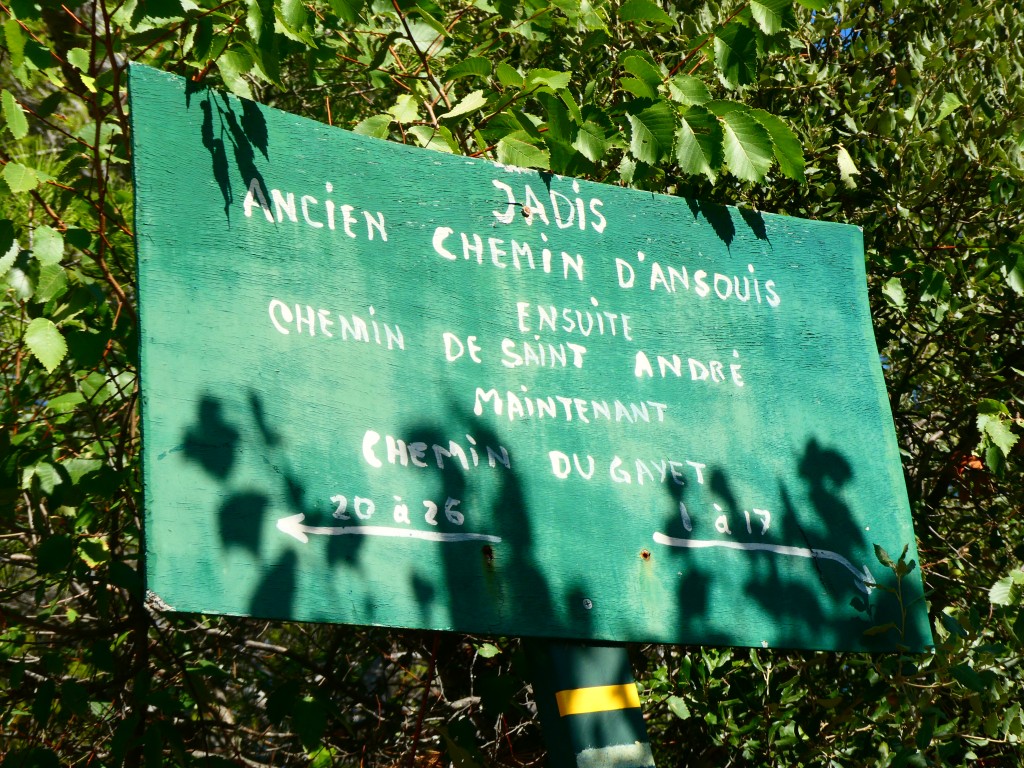 JADIS
ANCIEN CHEMIN D'ANSOUIS
ENSUITE
CHEMIN DE SAINT ANDRÉ
MAINTENANT
CHEMIN DU GAYET
20 à 26 1 à 17